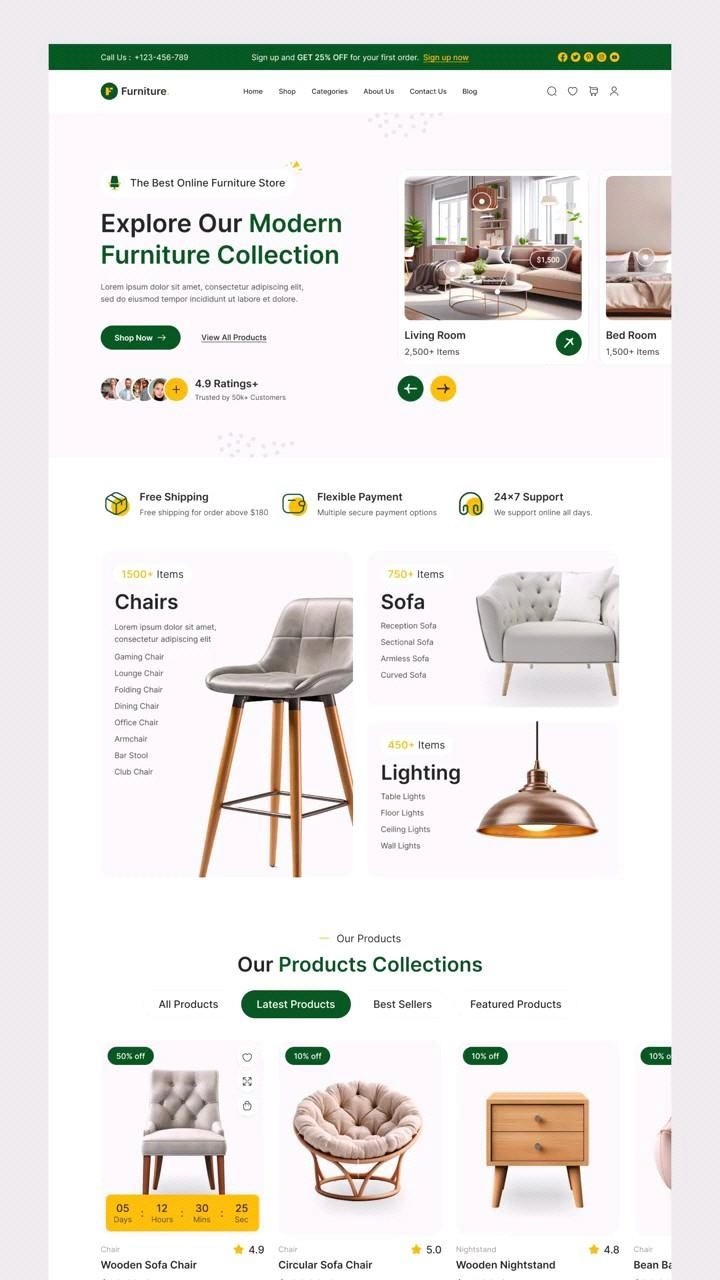 Call Us : +123-456-789
Sign up and GET 25% OFF for your first order. Sign up now
F Furniture.
Home Shop Categories About Us Contact Us Blog
The Best Online Furniture Store
Explore Our Modern
Furniture Collection
Lorem ipsum dolor sit amet, consectetur adipiscing elit,
sed do eiusmod tempor incididunt ut labore et dolore.
Shop Now
View All Products
4.9 Ratings+
Trusted by 50k+ Customers
$1,500
Living Room
2,500+ Items
Bed Room
1,500+ Items
Free Shipping
Free shipping for order above $180
Flexible Payment
Multiple secure payment options
24×7 Support
We support online all days.
1500+ Items
Chairs
Lorem ipsum dolor sit amet,
consectetur adipiscing elit
Gaming Chair
Lounge Chair
Folding Chair
Dining Chair
Office Chair
Armchair
Bar Stool
Club Chair
750+ Items
Sofa
Reception Sofa
Sectional Sofa
Armless Sofa
Curved Sofa
450+ Items
Lighting
Table Lights
Floor Lights
Ceiling Lights
Wall Lights
Our Products
Our Products Collections
All Products
Latest Products
Best Sellers
Featured Products
50% off
05 : 12 : 30 : 25
Days Hours Mins Sec
Chair 4.9
Wooden Sofa Chair
10% off
Chair 5.0
Circular Sofa Chair
10% off
Nightstand 4.8
Wooden Nightstand
10% o
Chair
Bean Ba